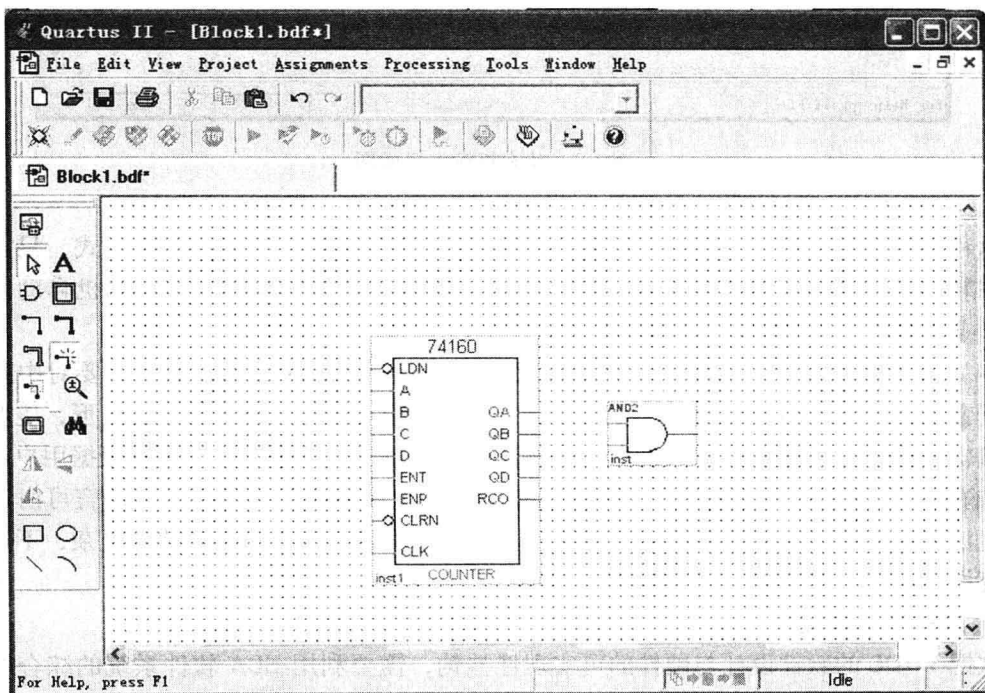 Quartus II - [Block1.bdf*]
File Edit View Project Assignments Processing Tools Window Help
Block1.bdf*
A
74160
LDN
A
B QA
C QB
D QC
ENT QD
ENP RCO
CLRN
CLK
inst1 COUNTER
AND2
inst
For Help, press F1 Idle